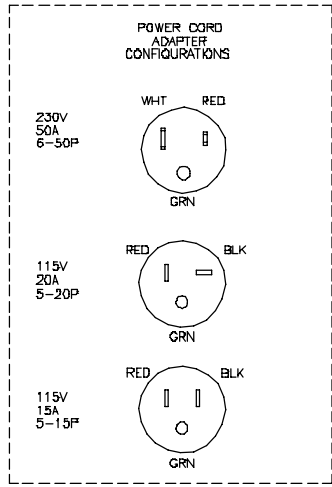 POWER CORD
ADAPTER
CONFIQURATIONS
WHT RED
230V
50A
6-50P
GRN
RED BLK
115V
20A
5-20P
GRN
RED BLK
115V
15A
5-15P
GRN